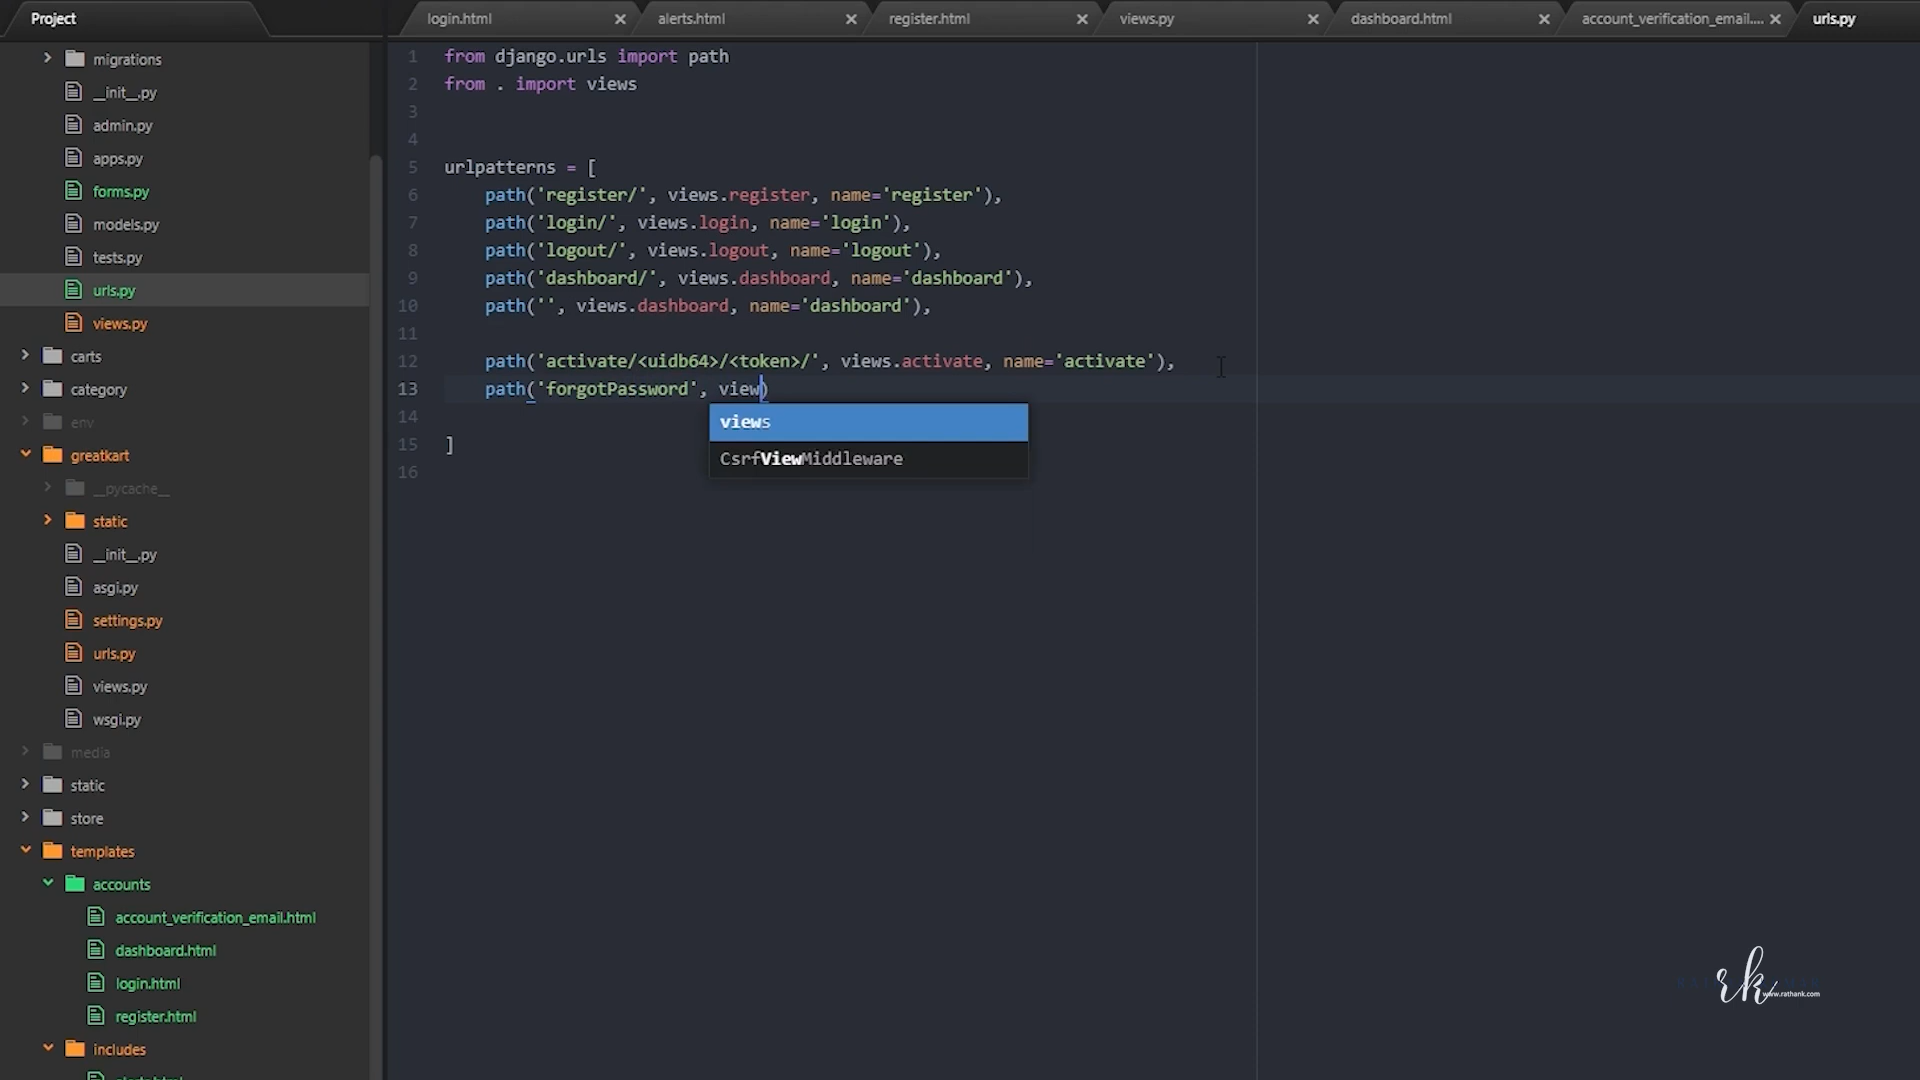 Project
login.html
alerts.html
register.html
views.py
dashboard.html
account_verification_email....
urls.py
migrations
__init__.py
admin.py
apps.py
forms.py
models.py
tests.py
urls.py
views.py
carts
category
env
greatkart
__pycache__
static
__init__.py
asgi.py
settings.py
urls.py
views.py
wsgi.py
media
static
store
templates
accounts
account_verification_email.html
dashboard.html
login.html
register.html
includes
1 from django.urls import path
2 from . import views
3
4
5 urlpatterns = [
6 path('register/', views.register, name='register'),
7 path('login/', views.login, name='login'),
8 path('logout/', views.logout, name='logout'),
9 path('dashboard/', views.dashboard, name='dashboard'),
10 path('', views.dashboard, name='dashboard'),
11
12 path('activate/<uidb64>/<token>/', views.activate, name='activate'),
13 path('forgotPassword', view)
14
15 ]
16
views
CsrfViewMiddleware
rk
www.rathank.com